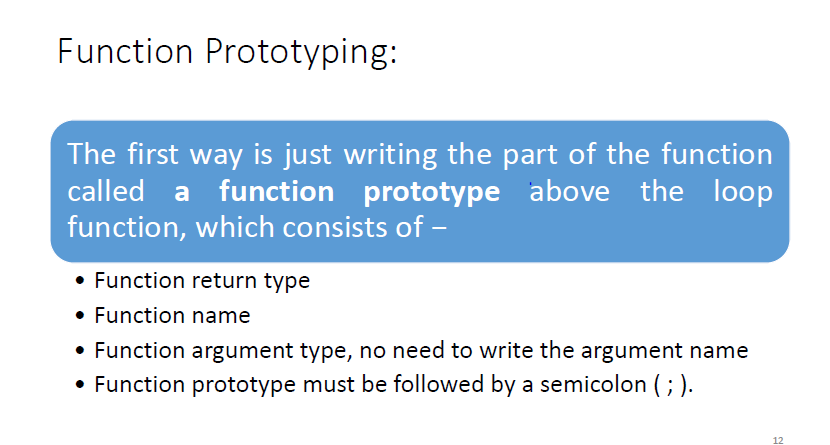 Function Prototyping:
The first way is just writing the part of the function
called a function prototype above the loop
function, which consists of −
• Function return type
• Function name
• Function argument type, no need to write the argument name
• Function prototype must be followed by a semicolon ( ; ).
12